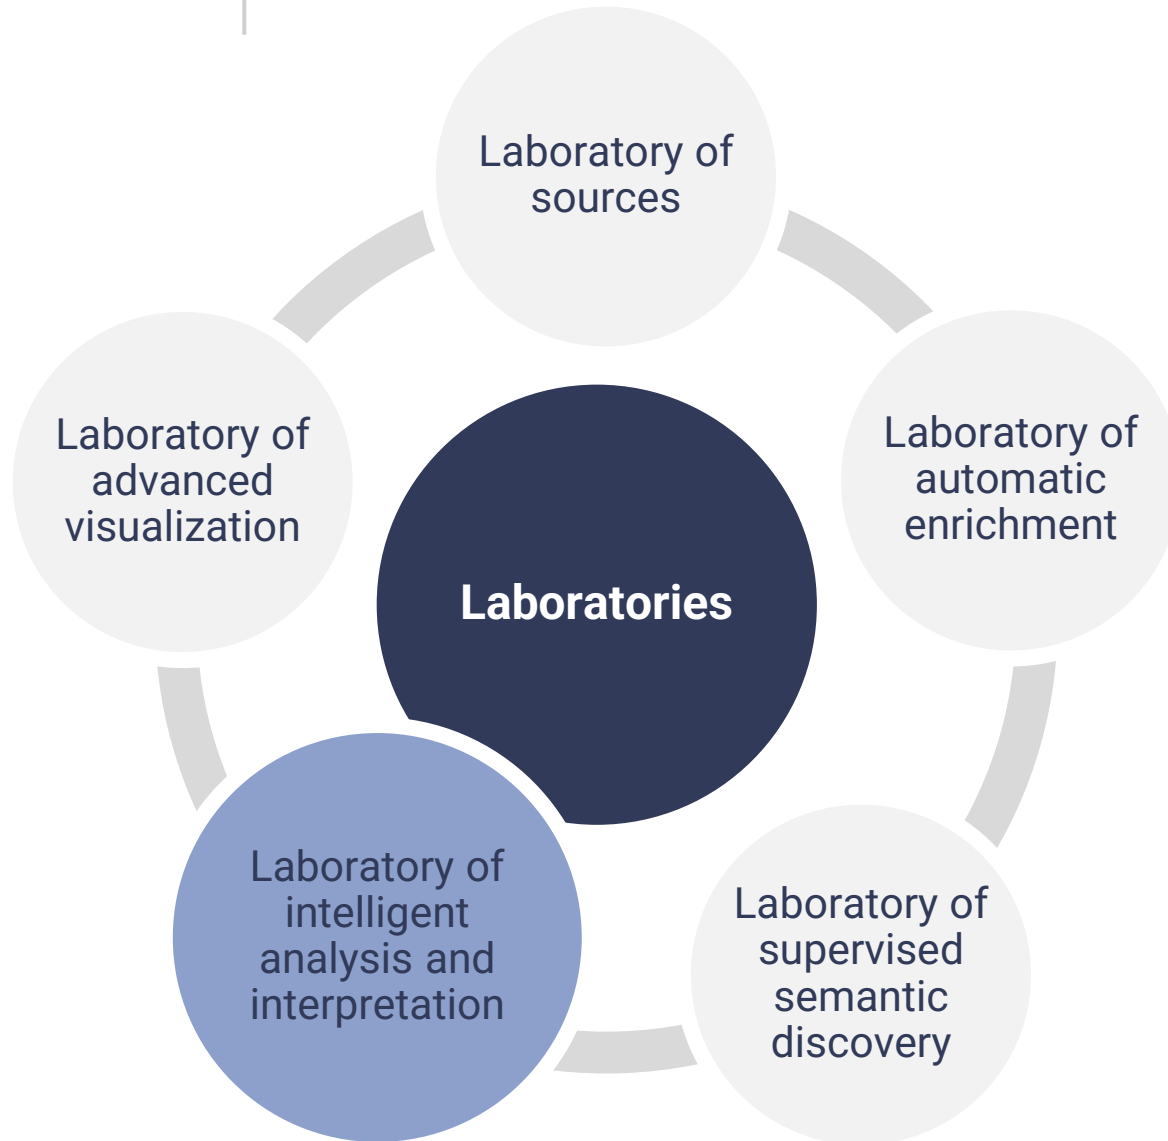 Laboratory of
sources
Laboratory of
automatic
enrichment
Laboratory of
supervised
semantic
discovery
Laboratory of
intelligent
analysis and
interpretation
Laboratory of
advanced
visualization
Laboratories